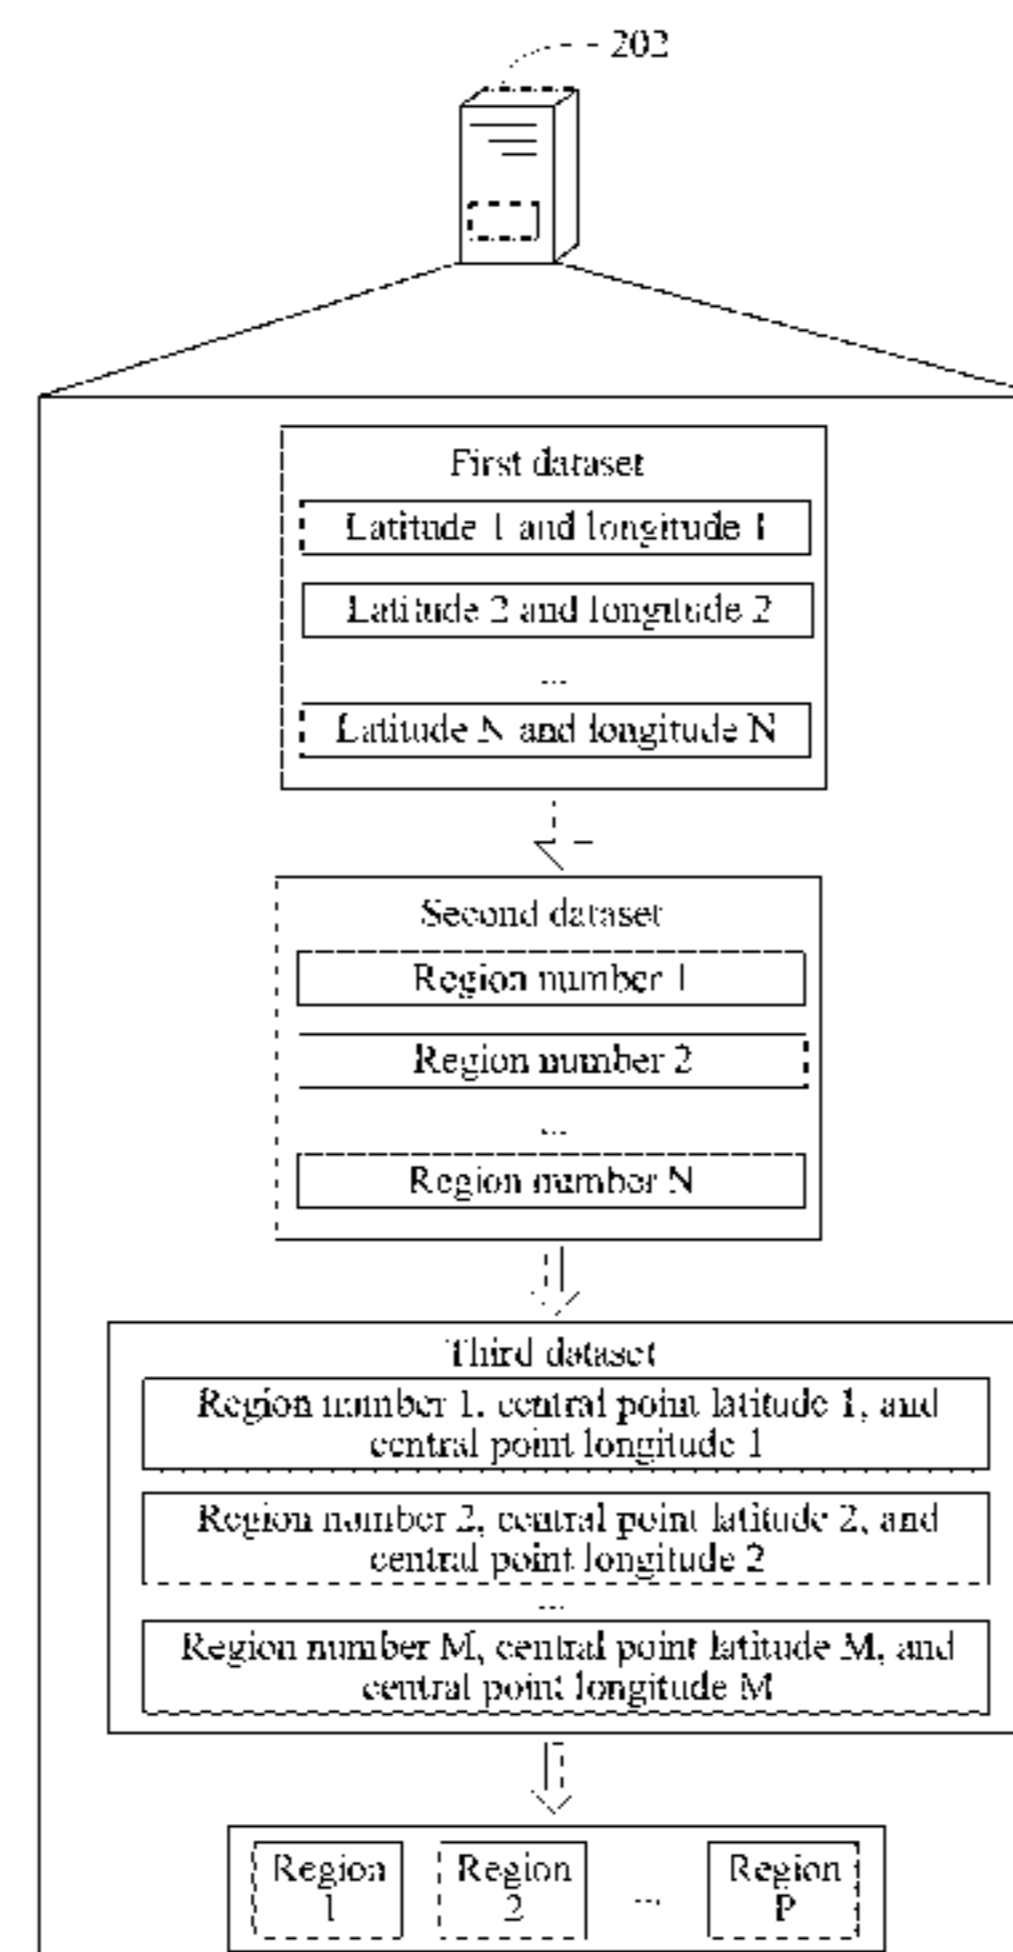 202
First dataset
Latitude 1 and longitude 1
Latitude 2 and longitude 2
...
Latitude N and longitude N
Second dataset
Region number 1
Region number 2
...
Region number N
Third dataset
Region number 1, central point latitude 1, and
central point longitude 1
Region number 2, central point latitude 2, and
central point longitude 2
...
Region number M, central point latitude M, and
central point longitude M
Region
1
Region
2
...
Region
P